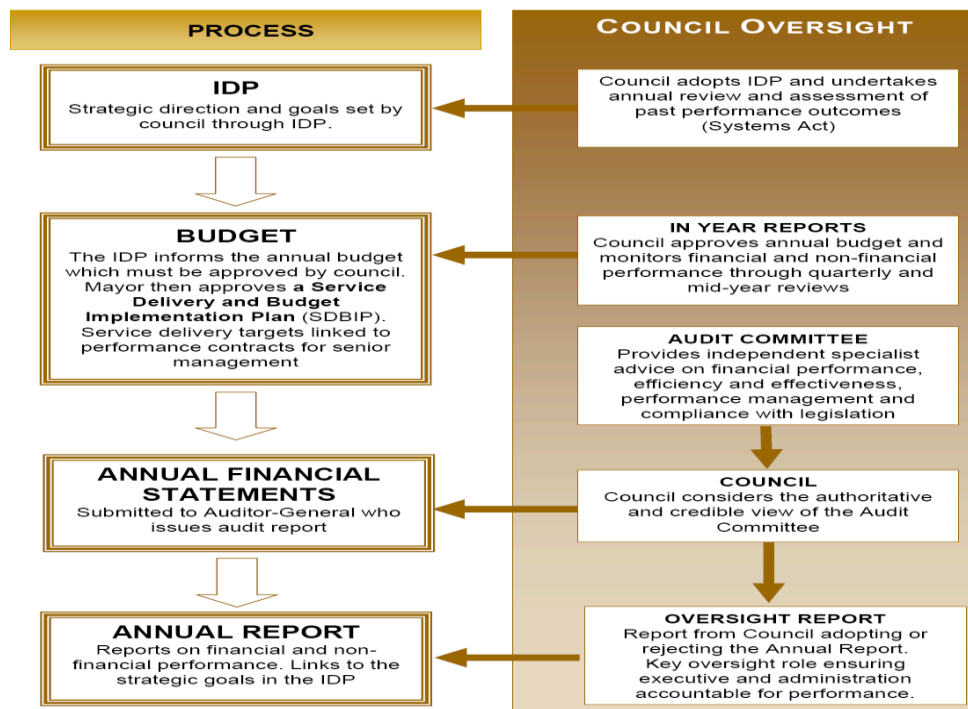 PROCESS
IDP
Strategic direction and goals set by
council through IDP.
BUDGET
The IDP informs the annual budget
which must be approved by council.
Mayor then approves a Service
Delivery and Budget
Implementation Plan (SDBIP).
Service delivery targets linked to
performance contracts for senior
management
ANNUAL FINANCIAL
STATEMENTS
Submitted to Auditor-General who
issues audit report
ANNUAL REPORT
Reports on financial and non-
financial performance. Links to the
strategic goals in the IDP
COUNCIL OVERSIGHT
Council adopts IDP and undertakes
annual review and assessment of
past performance outcomes
(Systems Act)
IN YEAR REPORTS
Council approves annual budget and
monitors financial and non-financial
performance through quarterly and
mid-year reviews
AUDIT COMMITTEE
Provides independent specialist
advice on financial performance,
efficiency and effectiveness,
performance management and
compliance with legislation
COUNCIL
Council considers the authoritative
and credible view of the Audit
Committee
OVERSIGHT REPORT
Report from Council adopting or
rejecting the Annual Report.
Key oversight role ensuring
executive and administration
accountable for performance.